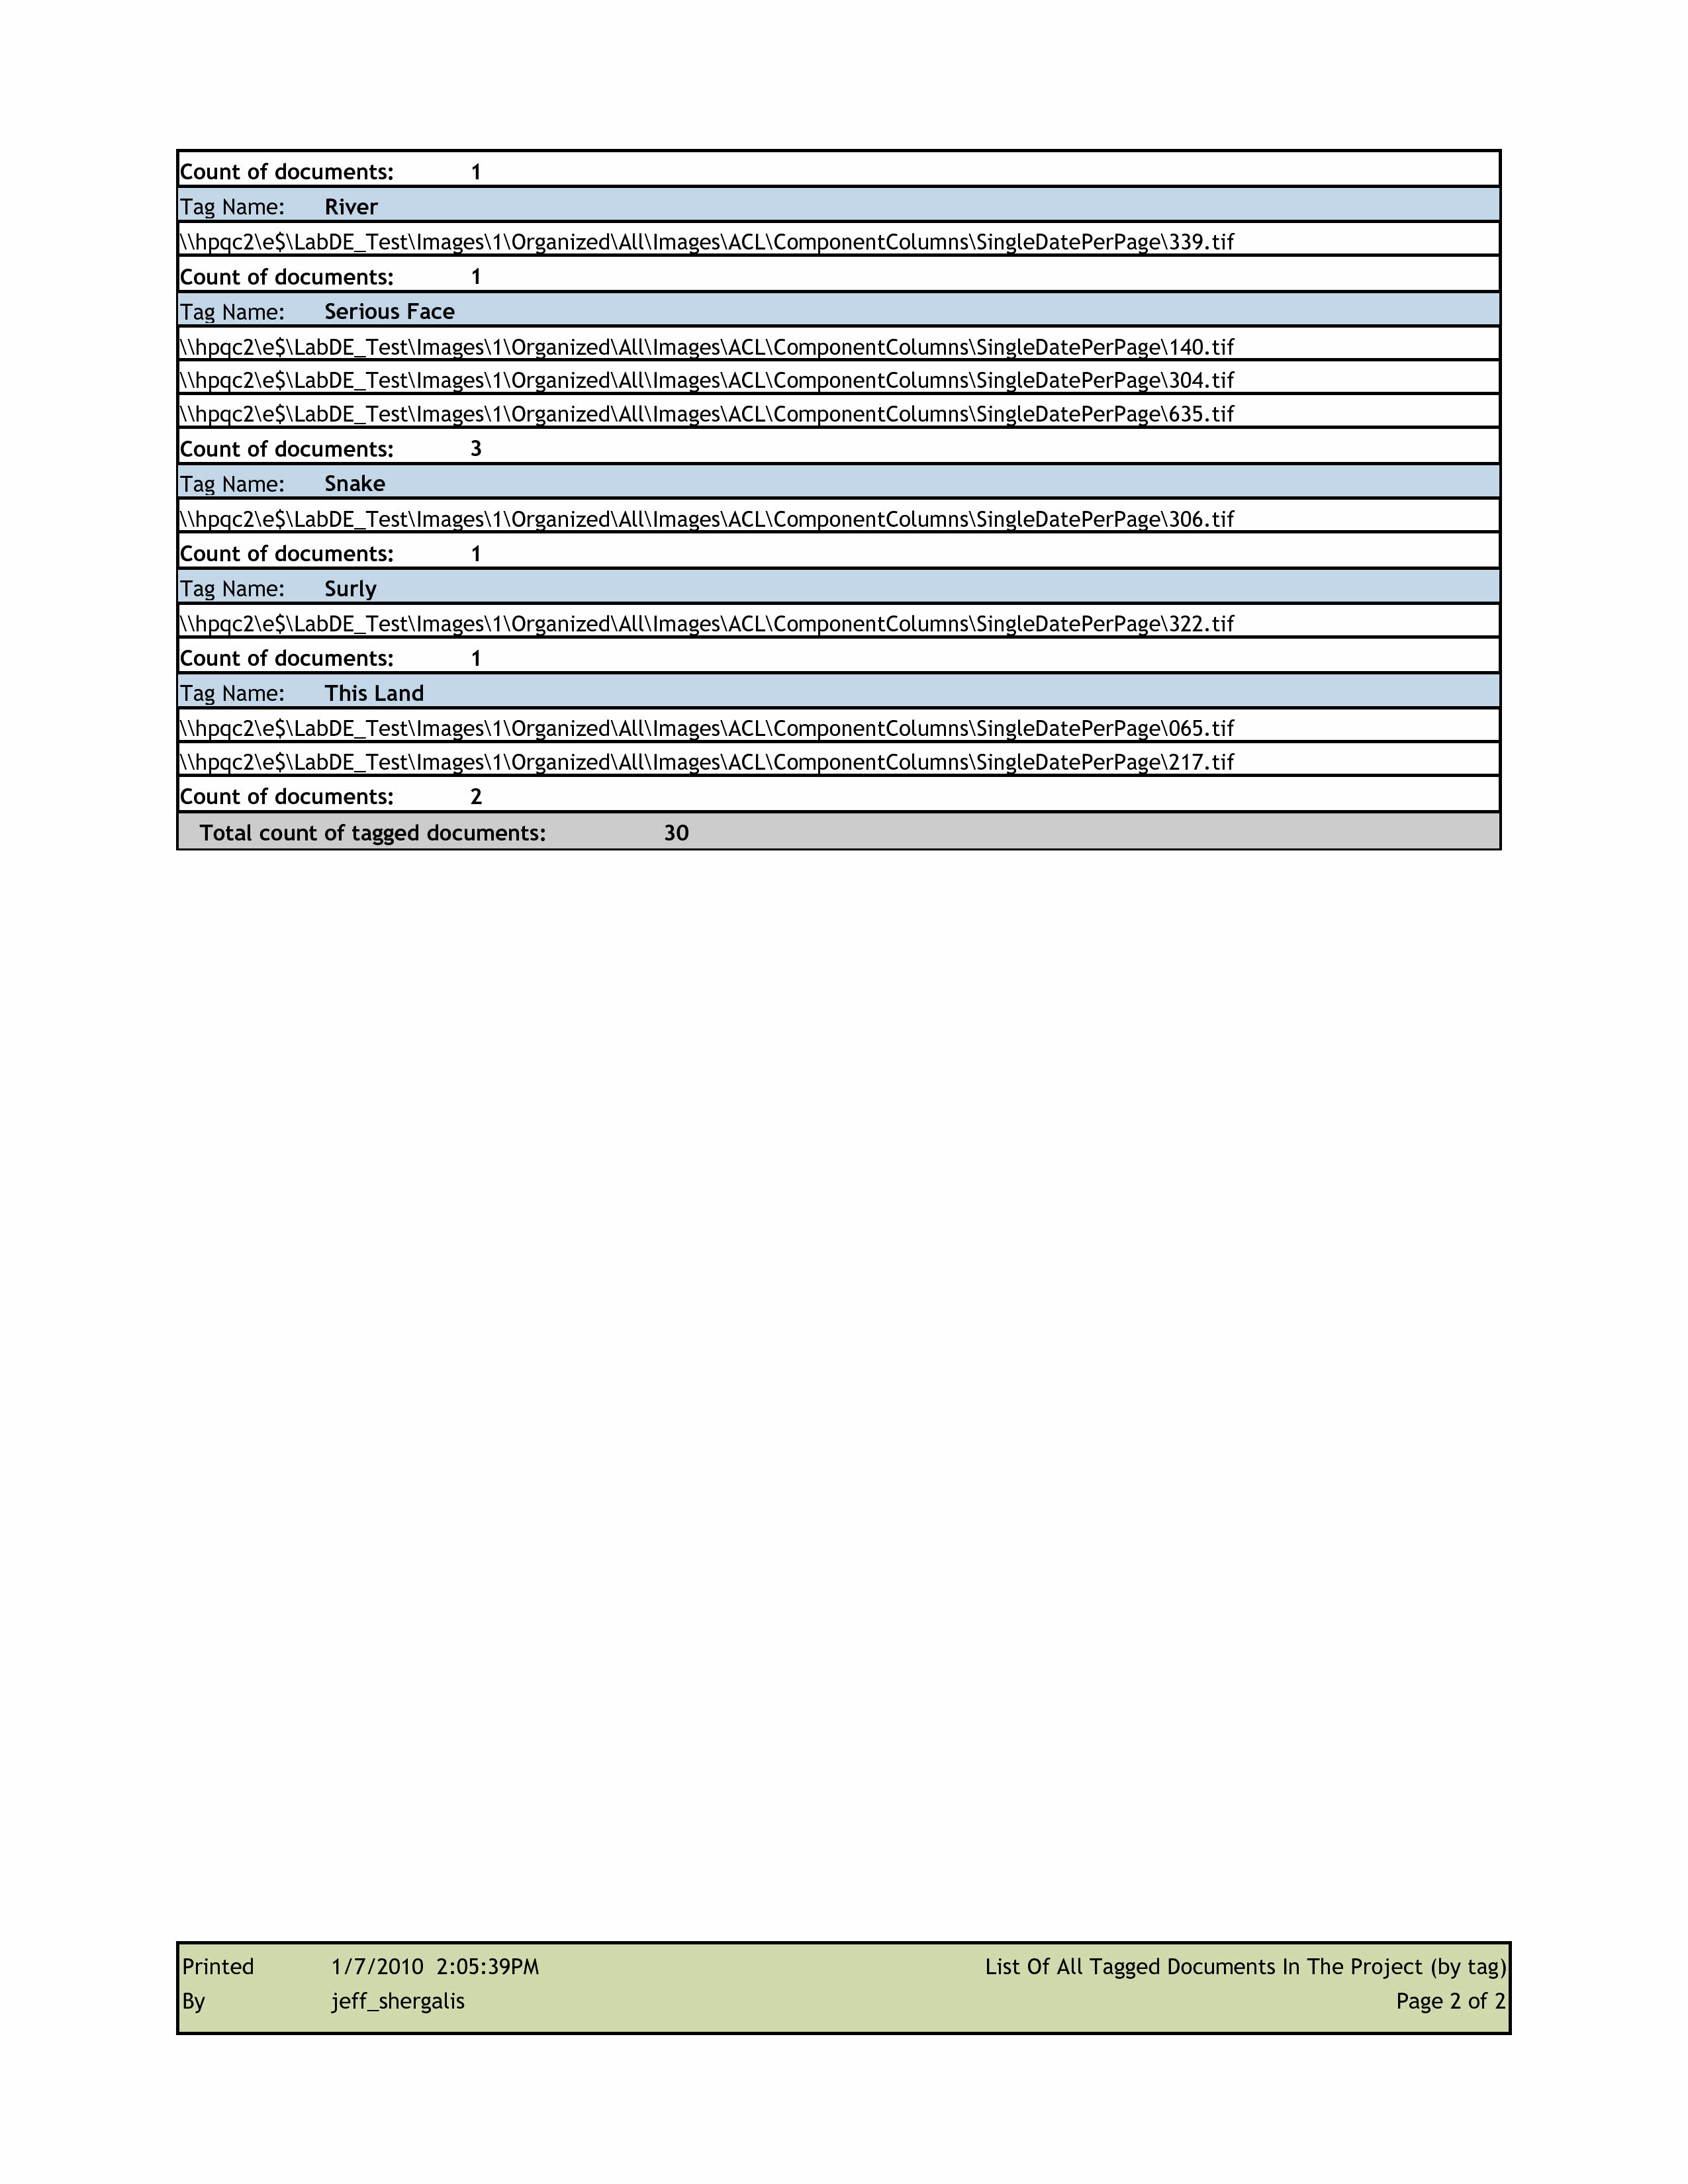 Count of documents: 1
Tag Name: River
\\hpqc2\e$\LabDE_Test\Images\1\Organized\All\Images\ACL\ComponentColumns\SingleDatePerPage\339.tif
Count of documents: 1
Tag Name: Serious Face
\\hpqc2\e$\LabDE_Test\Images\1\Organized\All\Images\ACL\ComponentColumns\SingleDatePerPage\140.tif
\\hpqc2\e$\LabDE_Test\Images\1\Organized\All\Images\ACL\ComponentColumns\SingleDatePerPage\304.tif
\\hpqc2\e$\LabDE_Test\Images\1\Organized\All\Images\ACL\ComponentColumns\SingleDatePerPage\635.tif
Count of documents: 3
Tag Name: Snake
\\hpqc2\e$\LabDE_Test\Images\1\Organized\All\Images\ACL\ComponentColumns\SingleDatePerPage\306.tif
Count of documents: 1
Tag Name: Surly
\\hpqc2\e$\LabDE_Test\Images\1\Organized\All\Images\ACL\ComponentColumns\SingleDatePerPage\322.tif
Count of documents: 1
Tag Name: This Land
\\hpqc2\e$\LabDE_Test\Images\1\Organized\All\Images\ACL\ComponentColumns\SingleDatePerPage\065.tif
\\hpqc2\e$\LabDE_Test\Images\1\Organized\All\Images\ACL\ComponentColumns\SingleDatePerPage\217.tif
Count of documents: 2
Total count of tagged documents: 30
Printed 1/7/2010 2:05:39PM List Of All Tagged Documents In The Project (by tag)
By jeff_shergalis Page 2 of 2